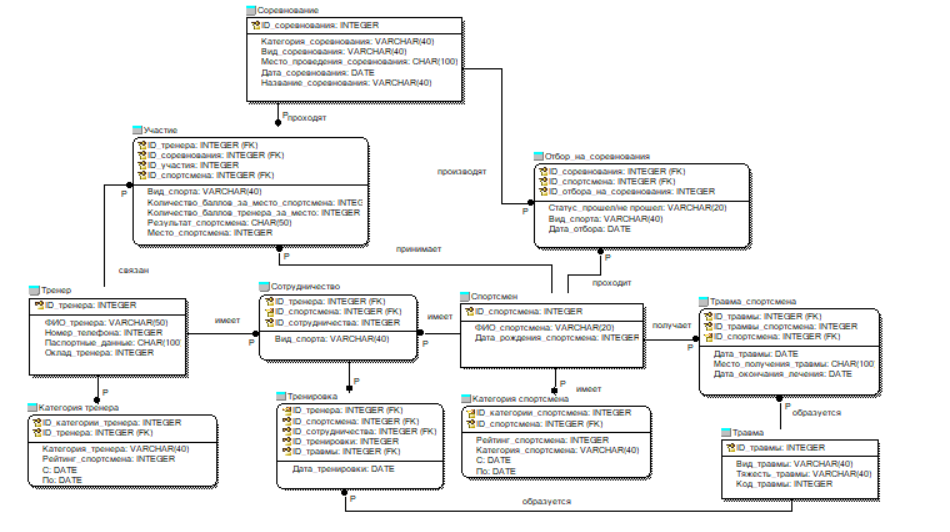 Соревнование
ID_соревнования: INTEGER
Категория_соревнования: VARCHAR(40)
Вид_соревнования: VARCHAR(40)
Место_проведения_соревнования: CHAR(100)
Дата_соревнования: DATE
Название_соревнования: VARCHAR(40)
P
проходят
Участие
ID_тренера: INTEGER (FK)
ID_соревнования: INTEGER (FK)
ID_участия: INTEGER
ID_спортсмена: INTEGER (FK)
Вид_спорта: VARCHAR(40)
Количество_баллов_за_место_спортсмена: INTEG
Количество_баллов_тренера_за_место: INTEGER
Результат_спортсмена: CHAR(50)
Место_спортсмена: INTEGER
P
P
производят
P
Отбор_на_соревнования
ID_соревнования: INTEGER (FK)
ID_спортсмена: INTEGER (FK)
ID_отбора_на_соревнования: INTEGER
Статус_прошел/не прошел: VARCHAR(20)
Вид_спорта: VARCHAR(40)
Дата_отбора: DATE
P
принимает
проходит
связан
Тренер
ID_тренера: INTEGER
ФИО_тренера: VARCHAR(50)
Номер_телефона: INTEGER
Паспортные_данные: CHAR(100
Оклад_тренера: INTEGER
имеет
P
Сотрудничество
ID_тренера: INTEGER (FK)
ID_спортсмена: INTEGER (FK)
ID_сотрудничества: INTEGER
Вид_спорта: VARCHAR(40)
имеет
P
Спортсмен
ID_спортсмена: INTEGER
ФИО_спортсмена: VARCHAR(20)
Дата_рождения_спортсмена: INTEGER
получает
P
Травма_спортсмена
ID_травмы: INTEGER (FK)
ID_трамвы_спортсмена: INTEGER
ID_спортсмена: INTEGER (FK)
Дата_травмы: DATE
Место_получения_травмы: CHAR(100
Дата_окончания_лечения: DATE
P
образуется
P
Категория тренера
ID_категории_тренера: INTEGER
ID_тренера: INTEGER (FK)
Категория_тренера: VARCHAR(40)
Рейтинг_спортсмена: INTEGER
С: DATE
По: DATE
P
Тренировка
ID_тренера: INTEGER (FK)
ID_спортсмена: INTEGER (FK)
ID_сотрудничества: INTEGER (FK)
ID_тренировки: INTEGER
ID_травмы: INTEGER (FK)
Дата_тренировки: DATE
P
P
имеет
Категория спортсмена
ID_категории_спортсмена: INTEGER
ID_спортсмена: INTEGER (FK)
Рейтинг_спортсмена: INTEGER
Категория_спортсмена: VARCHAR(40)
С: DATE
По: DATE
Травма
ID_травмы: INTEGER
Вид_травмы: VARCHAR(40)
Тяжесть_травмы: VARCHAR(40)
Код_травмы: INTEGER
образуется